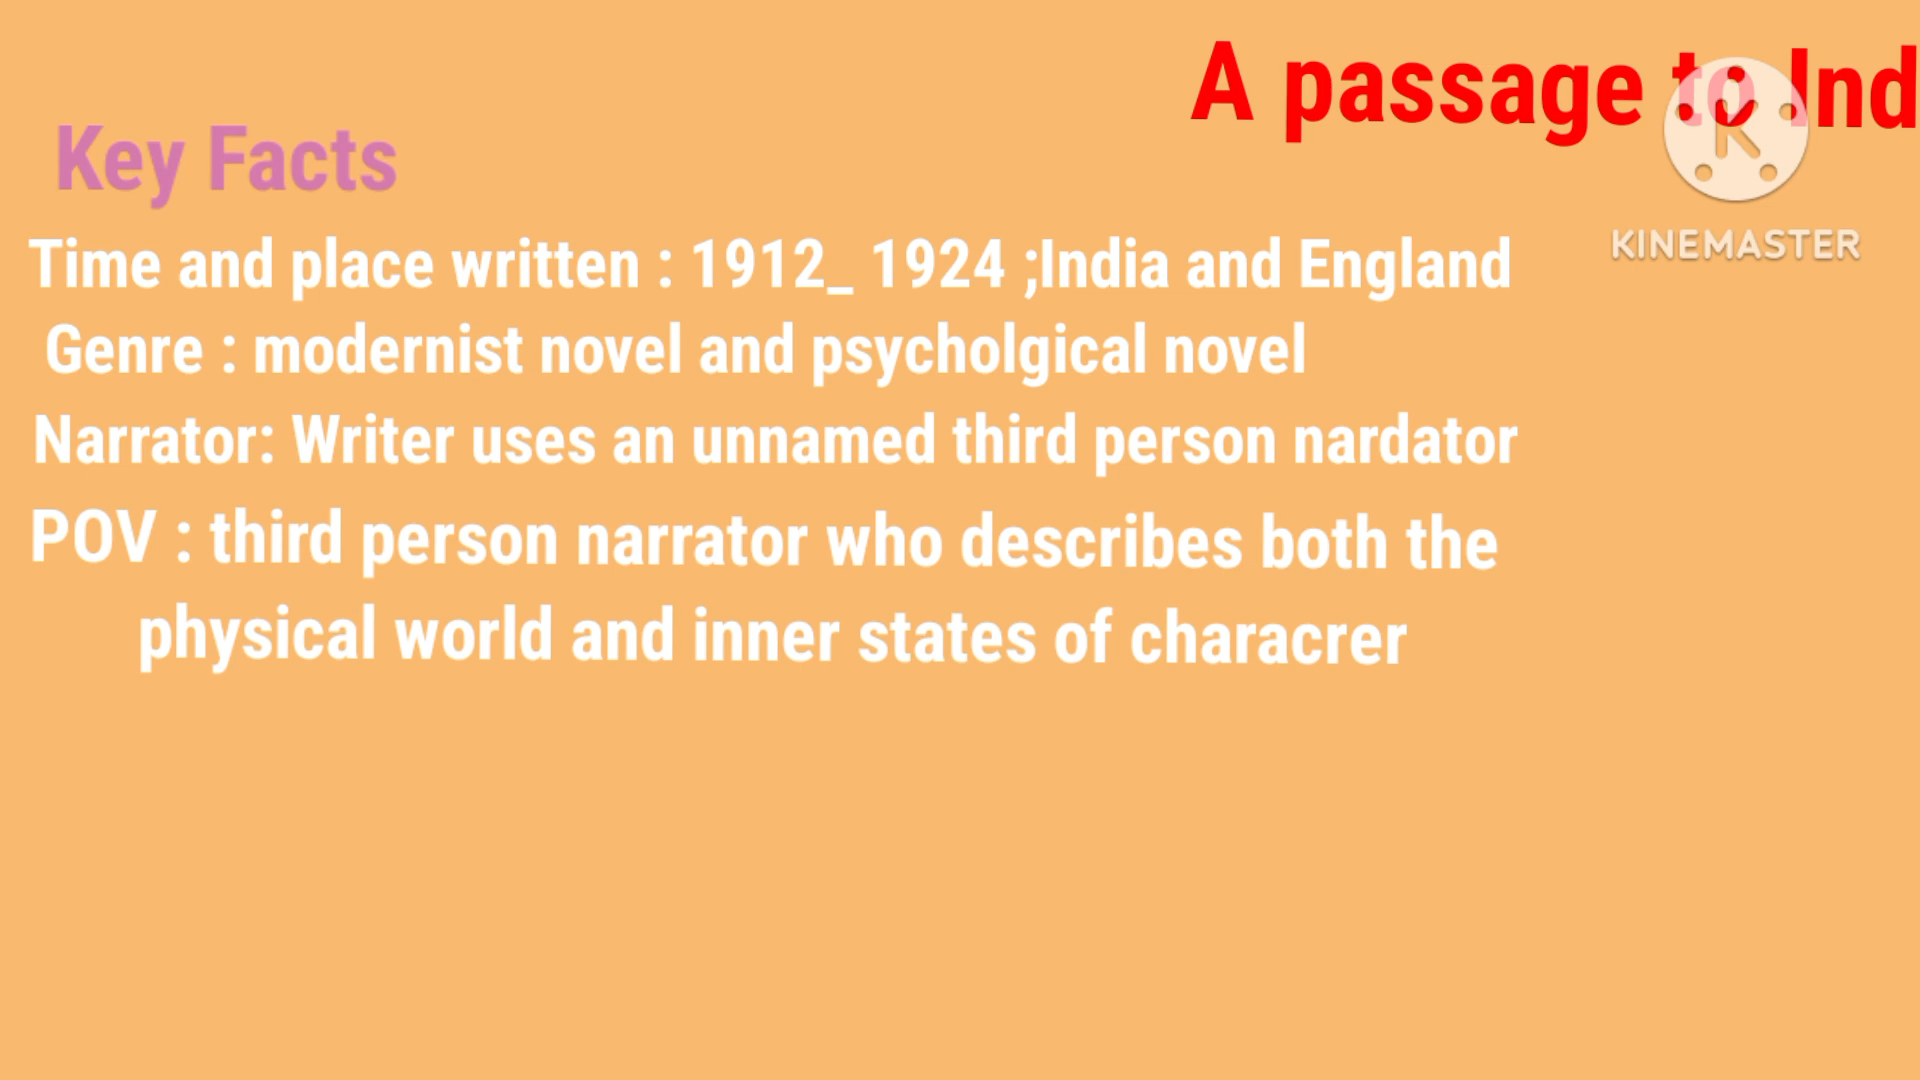 A passage to Ind
Key Facts
KINEMASTER
Time and place written : 1912_ 1924 ;India and England
Genre : modernist novel and psycholgical novel
Narrator: Writer uses an unnamed third person nardator
POV : third person narrator who describes both the
physical world and inner states of characrer